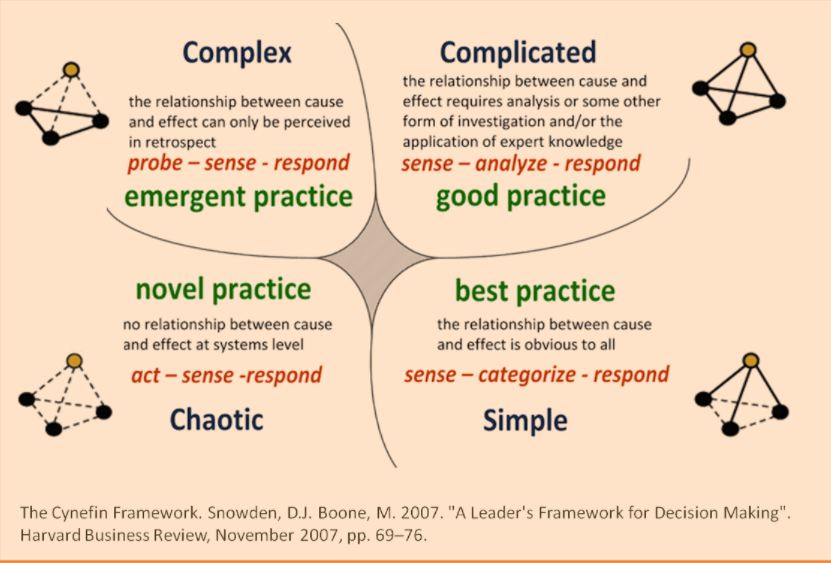 Complex
the relationship between cause
and effect can only be perceived
in retrospect
probe – sense - respond
emergent practice
Complicated
the relationship between cause and
effect requires analysis or some other
form of investigation and/or the
application of expert knowledge
sense – analyze - respond
good practice
novel practice
no relationship between cause
and effect at systems level
act – sense -respond
Chaotic
best practice
the relationship between cause
and effect is obvious to all
sense – categorize - respond
Simple
The Cynefin Framework. Snowden, D.J. Boone, M. 2007. "A Leader's Framework for Decision Making".
Harvard Business Review, November 2007, pp. 69–76.